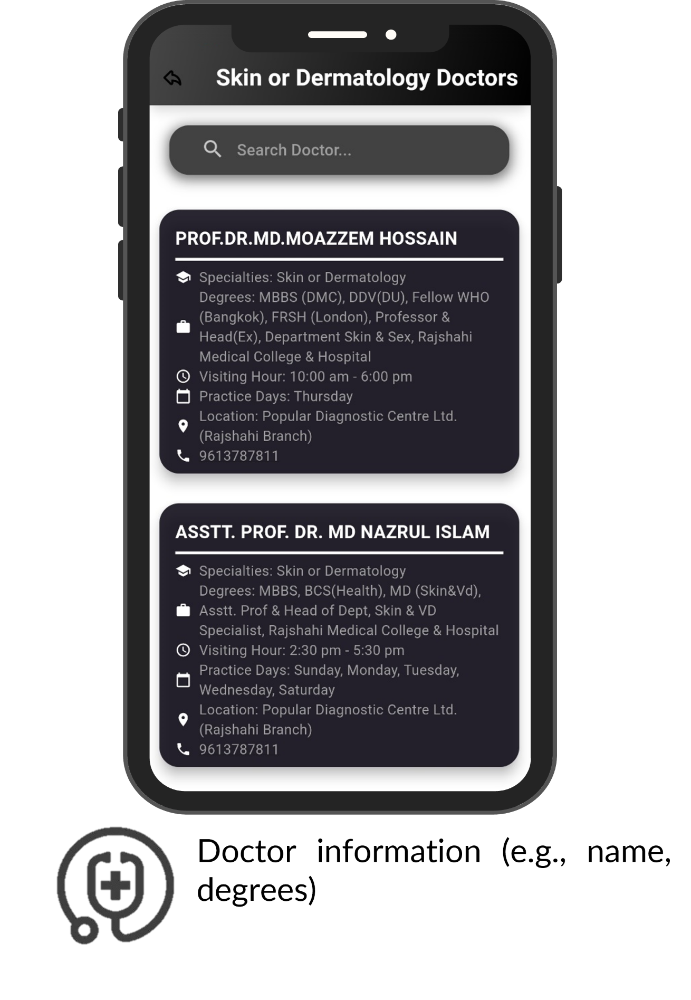 Skin or Dermatology Doctors
Search Doctor...
PROF.DR.MD.MOAZZEM HOSSAIN
Specialties: Skin or Dermatology
Degrees: MBBS (DMC), DDV(DU), Fellow WHO
(Bangkok), FRSH (London), Professor &
Head(Ex), Department Skin & Sex, Rajshahi
Medical College & Hospital
Visiting Hour: 10:00 am - 6:00 pm
Practice Days: Thursday
Location: Popular Diagnostic Centre Ltd.
(Rajshahi Branch)
9613787811
ASSTT. PROF. DR. MD NAZRUL ISLAM
Specialties: Skin or Dermatology
Degrees: MBBS, BCS(Health), MD (Skin&Vd),
Asstt. Prof & Head of Dept, Skin & VD
Specialist, Rajshahi Medical College & Hospital
Visiting Hour: 2:30 pm - 5:30 pm
Practice Days: Sunday, Monday, Tuesday,
Wednesday, Saturday
Location: Popular Diagnostic Centre Ltd.
(Rajshahi Branch)
9613787811
Doctor information (e.g., name,
degrees)